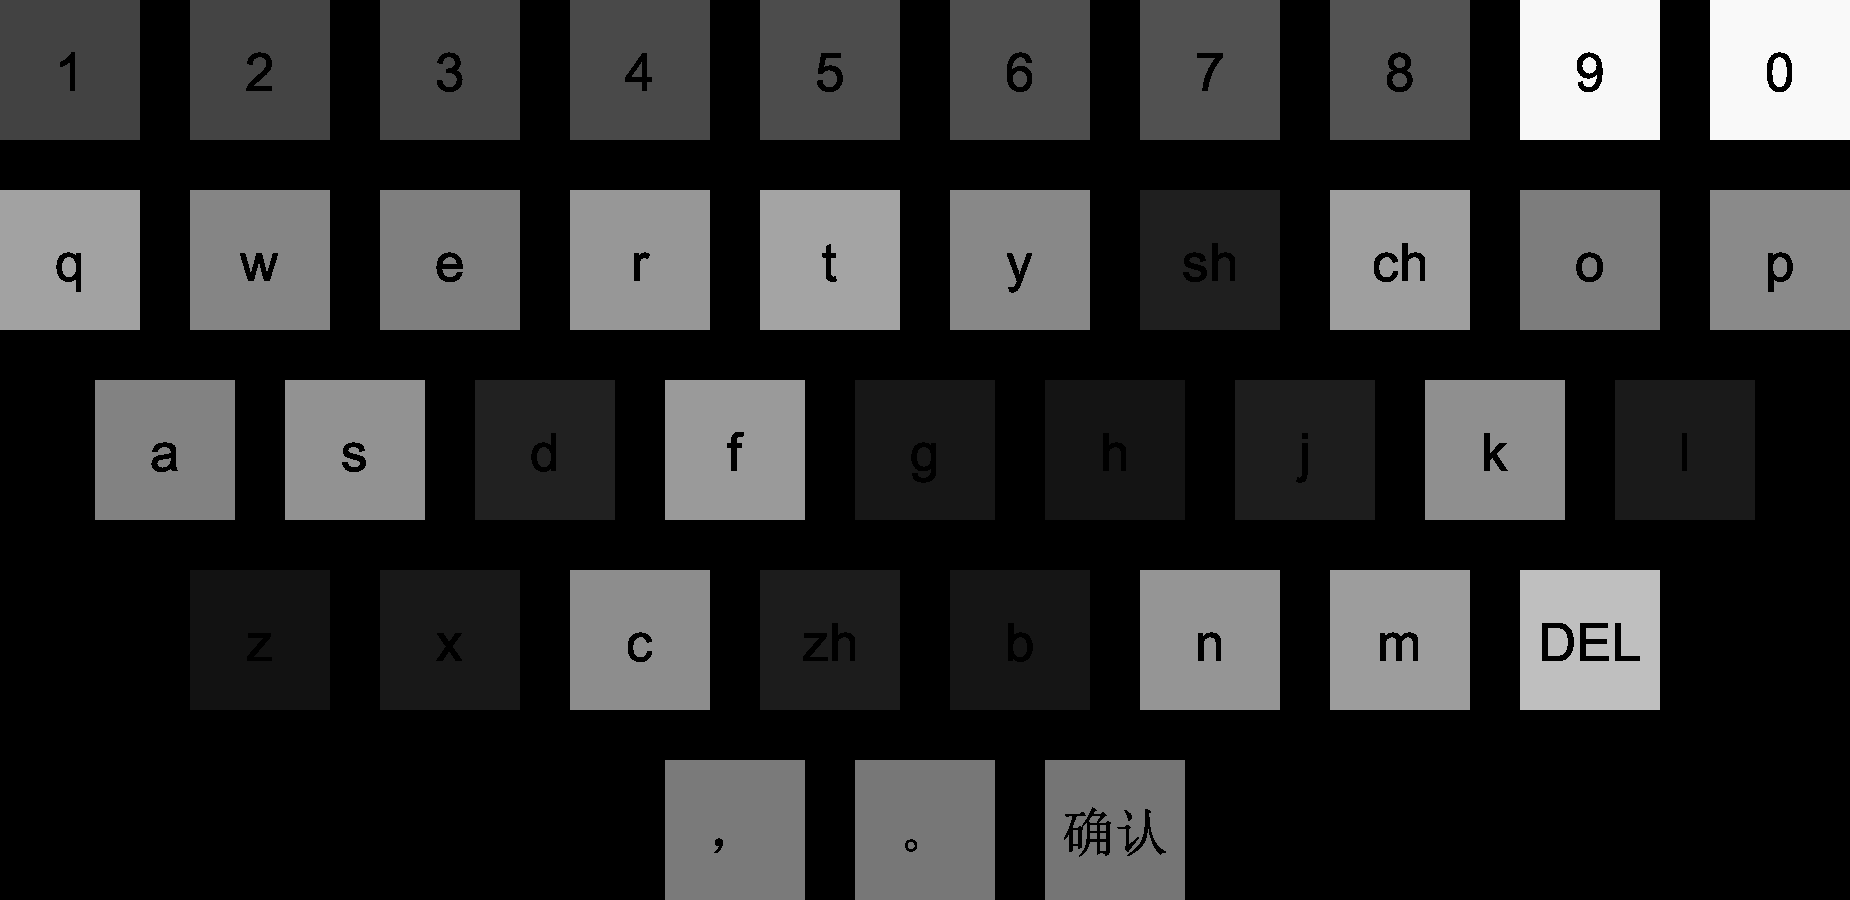 1 2 3 4 5 6 7 8 9 0
q w e r t y sh ch o p
a s d f g h j k l
z x c zh b n m DEL
， 。 确认